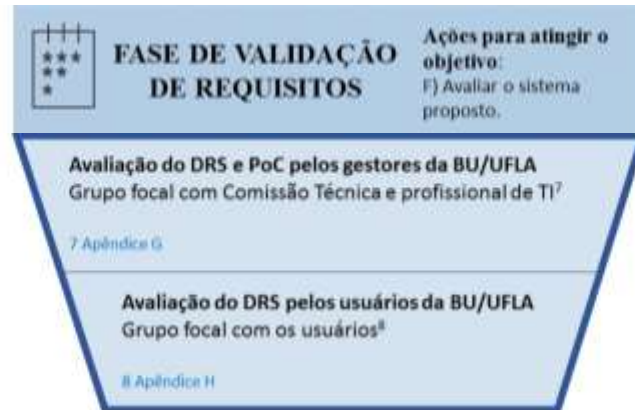 FASE DE VALIDAÇÃO
DE REQUISITOS
Ações para atingir o
objetivo:
F) Avaliar o sistema
proposto.
Avaliação do DRS e PoC pelos gestores da BU/UFLA
Grupo focal com Comissão Técnica e profissional de TI⁷
7 Apêndice G
Avaliação do DRS pelos usuários da BU/UFLA
Grupo focal com os usuários⁸
8 Apêndice H